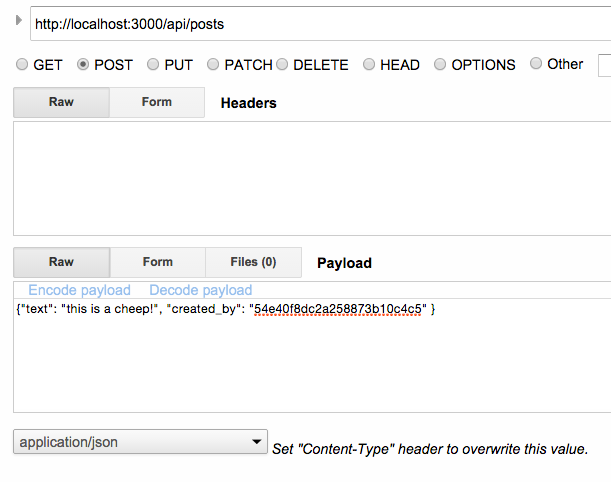 http://localhost:3000/api/posts
GET POST PUT PATCH DELETE HEAD OPTIONS Other
Raw Form Headers
Raw Form Files (0) Payload
Encode payload Decode payload
{"text": "this is a cheep!", "created_by": "54e40f8dc2a258873b10c4c5" }
application/json Set "Content-Type" header to overwrite this value.